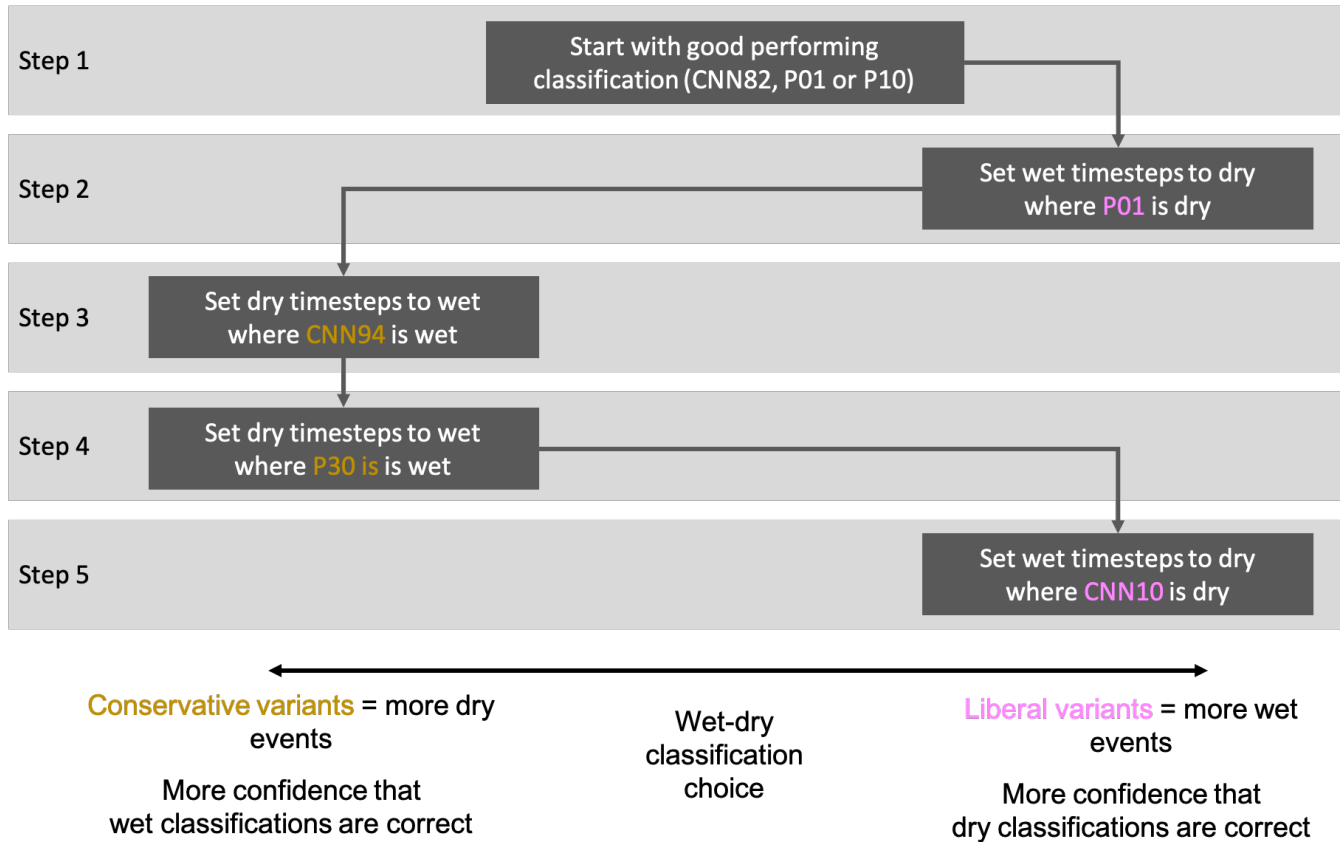 Step 1
Start with good performing
classification (CNN82, P01 or P10)
Step 2
Set wet timesteps to dry
where P01 is dry
Step 3
Set dry timesteps to wet
where CNN94 is wet
Step 4
Set dry timesteps to wet
where P30 is is wet
Step 5
Set wet timesteps to dry
where CNN10 is dry
Conservative variants = more dry
events
More confidence that
wet classifications are correct
Wet-dry
classification
choice
Liberal variants = more wet
events
More confidence that
dry classifications are correct